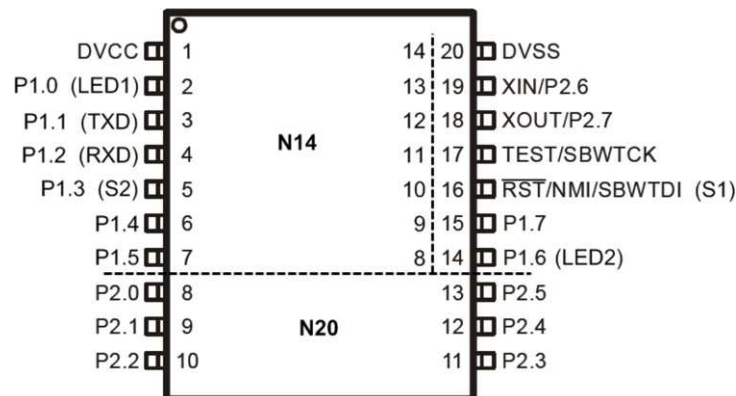 DVCC 1 14 20 DVSS
P1.0 (LED1) 2 13 19 XIN/P2.6
P1.1 (TXD) 3 12 18 XOUT/P2.7
P1.2 (RXD) 4 N14 11 17 TEST/SBWTCK
P1.3 (S2) 5 10 16 RST/NMI/SBWTDI (S1)
P1.4 6 9 15 P1.7
P1.5 7 8 14 P1.6 (LED2)
P2.0 8 13 P2.5
P2.1 9 N20 12 P2.4
P2.2 10 11 P2.3